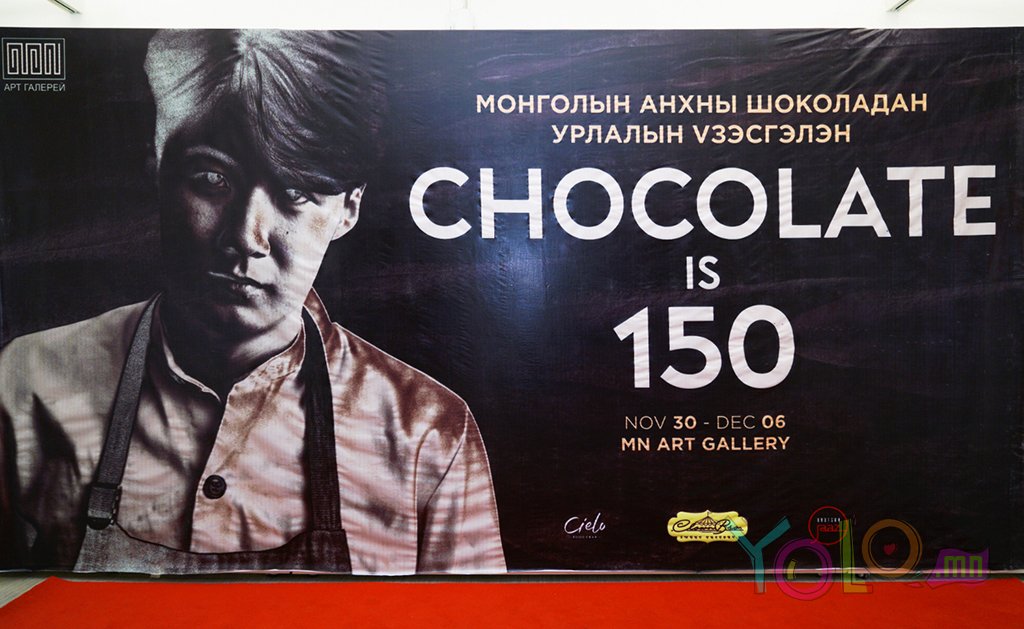 АРТ ГАЛЕРЕЙ
МОНГОЛЫН АНХНЫ ШОКОЛАДАН
УРЛАЛЫН VЗЭСГЭЛЭН
CHOCOLATE
IS
150
NOV 30 - DEC 06
MN ART GALLERY
Cielo
YOLO.mn